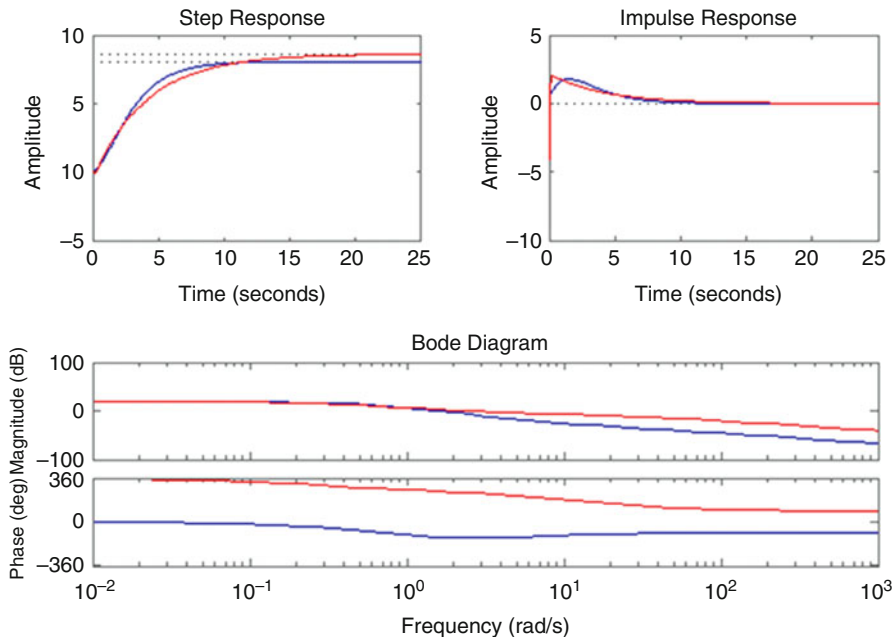 Step Response
10
5
10
–5
Amplitude
0 5 10 15 20 25
Time (seconds)
Impulse Response
5
0
–5
–10
Amplitude
0 5 10 15 20 25
Time (seconds)
Bode Diagram
100
0
–100
Magnitude (dB)
360
0
–360
Phase (deg)
10⁻² 10⁻¹ 10⁰ 10¹ 10² 10³
Frequency (rad/s)